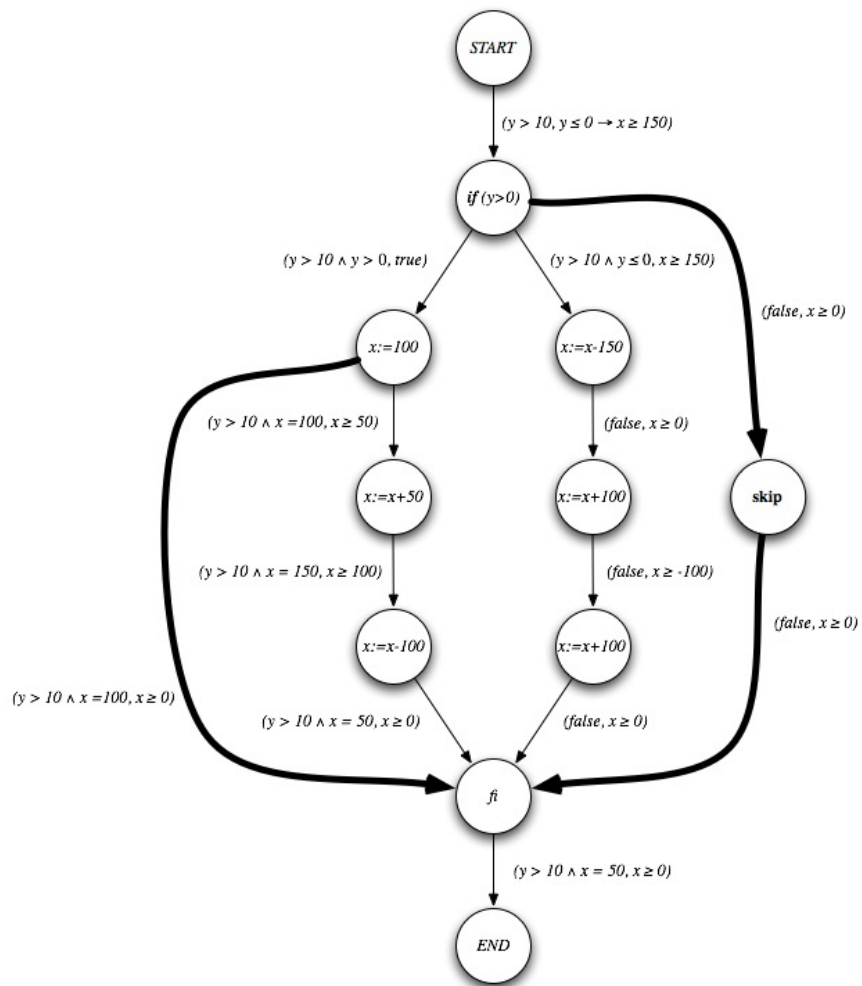 START
(y > 10, y ≤ 0 → x ≥ 150)
if (y>0)
(y > 10 ∧ y > 0, true)
(y > 10 ∧ y ≤ 0, x ≥ 150)
(false, x ≥ 0)
x:=100
x:=x-150
(y > 10 ∧ x =100, x ≥ 50)
(false, x ≥ 0)
x:=x+50
x:=x+100
skip
(y > 10 ∧ x = 150, x ≥ 100)
(false, x ≥ -100)
(false, x ≥ 0)
x:=x-100
x:=x+100
(y > 10 ∧ x =100, x ≥ 0)
(y > 10 ∧ x = 50, x ≥ 0)
(false, x ≥ 0)
fi
(y > 10 ∧ x = 50, x ≥ 0)
END